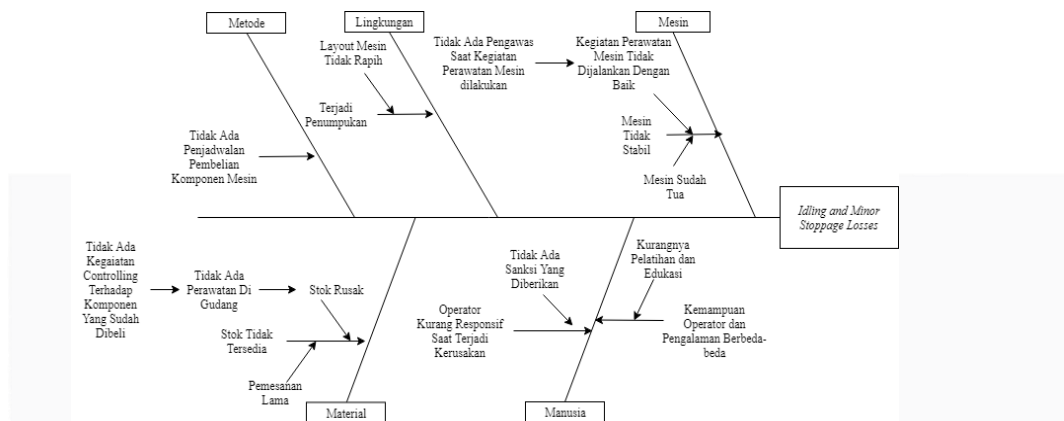 Metode
Lingkungan
Mesin
Layout Mesin
Tidak Rapih
Tidak Ada Pengawas
Saat Kegiatan
Perawatan Mesin
dilakukan
Kegiatan Perawatan
Mesin Tidak
Dijalankan Dengan
Baik
Terjadi
Penumpukan
Mesin
Tidak
Stabil
Tidak Ada
Penjadwalan
Pembelian
Komponen Mesin
Mesin Sudah
Tua
Idling and Minor
Stoppage Losses
Tidak Ada
Kegaiatan
Controlling
Terhadap
Komponen
Yang Sudah
Dibeli
Tidak Ada
Perawatan Di
Gudang
Stok Rusak
Stok Tidak
Tersedia
Pemesanan
Lama
Tidak Ada
Sanksi Yang
Diberikan
Kurangnya
Pelatihan dan
Edukasi
Operator
Kurang Responsif
Saat Terjadi
Kerusakan
Kemampuan
Operator dan
Pengalaman Berbeda-
beda
Material
Manusia